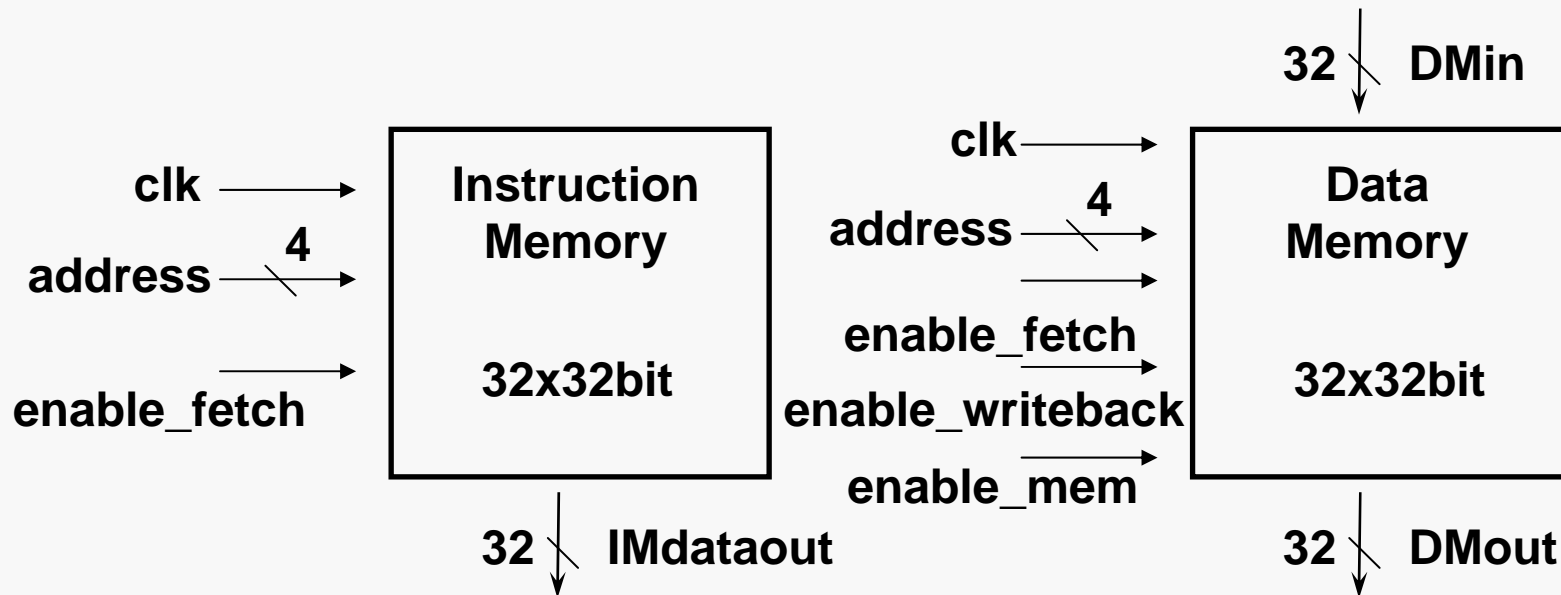 clk
address
4
enable_fetch
Instruction
Memory
32x32bit
32
IMdataout
32
DMin
clk
address
4
enable_fetch
enable_writeback
enable_mem
Data
Memory
32x32bit
32
DMout